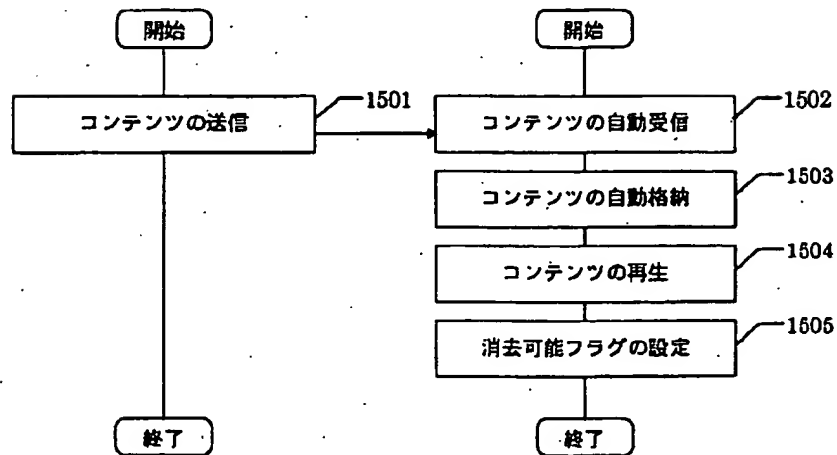 開始
開始
コンテンツの送信
1501
コンテンツの自動受信
1502
コンテンツの自動格納
1503
コンテンツの再生
1504
消去可能フラグの設定
1505
終了
終了